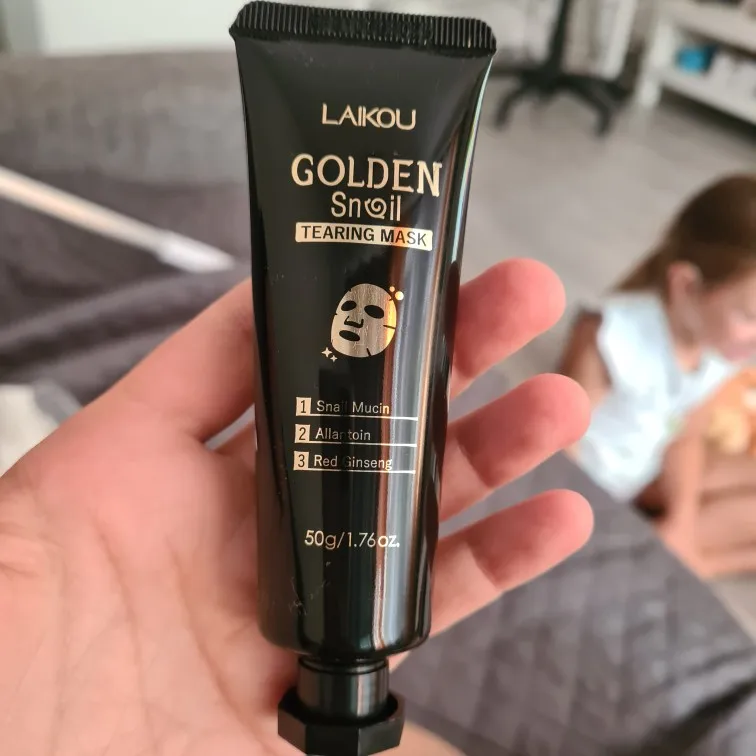 LAIKOU
GOLDEN
Snail
TEARING MASK
1 Snail Mucin
2 Allantoin
3 Red Ginseng
50g/1.76oz.